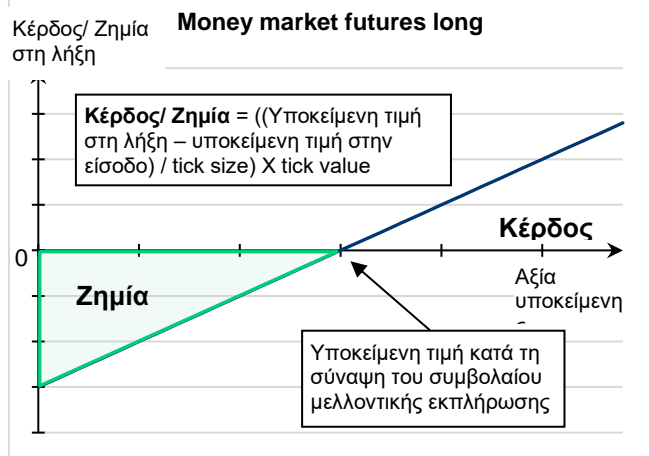 Κέρδος/ Ζημία
στη λήξη
Money market futures long
Κέρδος/ Ζημία = ((Υποκείμενη τιμή
στη λήξη – υποκείμενη τιμή στην
είσοδο) / tick size) X tick value
Κέρδος
0
Αξία
υποκείμενη
Ζημία
Υποκείμενη τιμή κατά τη
σύναψη του συμβολαίου
μελλοντικής εκπλήρωσης